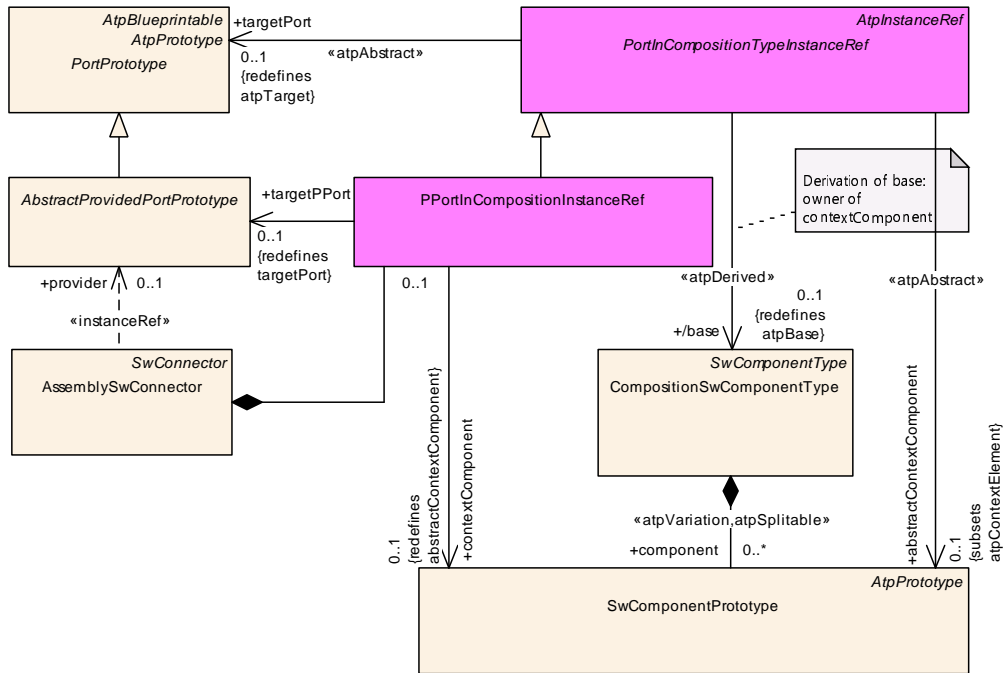 AtpBlueprintable
AtpPrototype
PortPrototype
+targetPort
«atpAbstract»
0..1
{redefines
atpTarget}
AtpInstanceRef
PortInCompositionTypeInstanceRef
AbstractProvidedPortPrototype
+targetPPort
0..1
{redefines
targetPort}
PPortInCompositionInstanceRef
Derivation of base:
owner of
contextComponent
+provider
0..1
«instanceRef»
0..1
«atpDerived»
«atpAbstract»
0..1
{redefines
atpBase}
+/base
SwConnector
AssemblySwConnector
SwComponentType
CompositionSwComponentType
0..1
{redefines
abstractContextComponent}
+contextComponent
«atpVariation,atpSplitable»
+component
0..*
+abstractContextComponent
0..1
{subsets
atpContextElement}
AtpPrototype
SwComponentPrototype